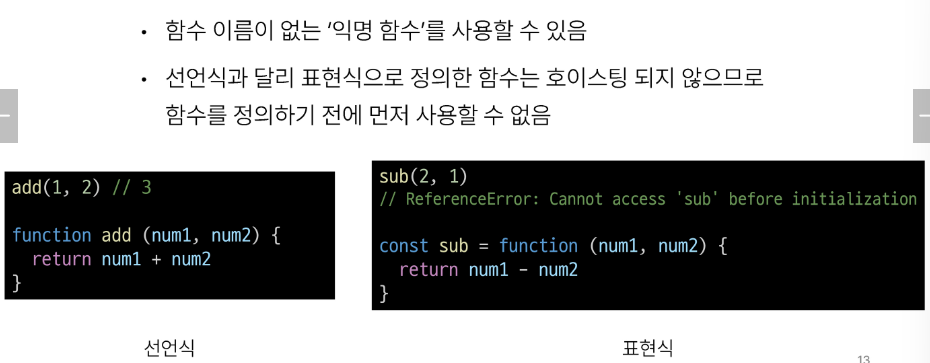 • 함수 이름이 없는 ‘익명 함수’를 사용할 수 있음
• 선언식과 달리 표현식으로 정의한 함수는 호이스팅 되지 않으므로
함수를 정의하기 전에 먼저 사용할 수 없음
add(1, 2) // 3
function add (num1, num2) {
  return num1 + num2
}
선언식
sub(2, 1)
// ReferenceError: Cannot access 'sub' before initialization
const sub = function (num1, num2) {
  return num1 - num2
}
표현식
13